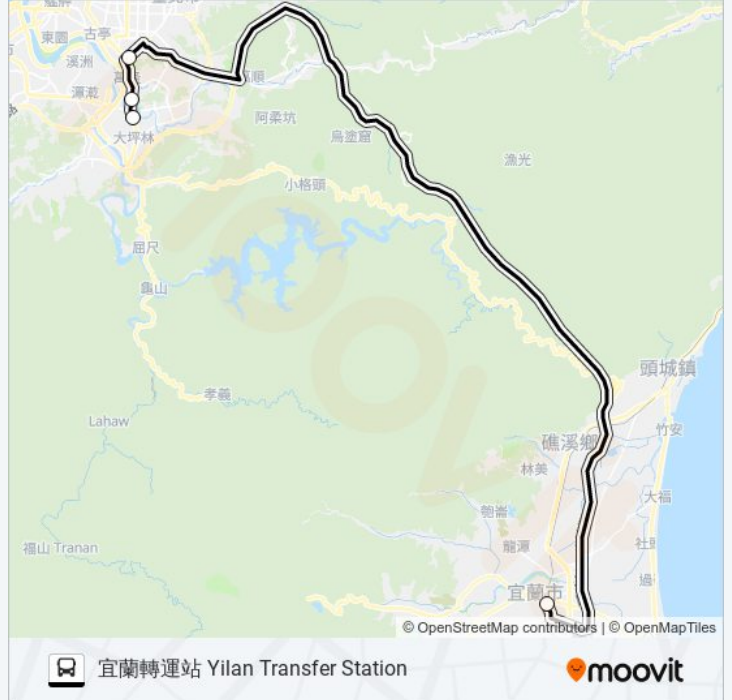 東園
古亭
溪洲
潭墘
大坪林
阿柔坑
烏塗窟
漁光
小格頭
屈尺
龜山
孝義
Lahaw
頭城鎮
竹安
礁溪鄉
林美
大福
龍潭
福山 Tranan
宜蘭市
© OpenStreetMap contributors | © OpenMapTiles
宜蘭轉運站 Yilan Transfer Station
moovit